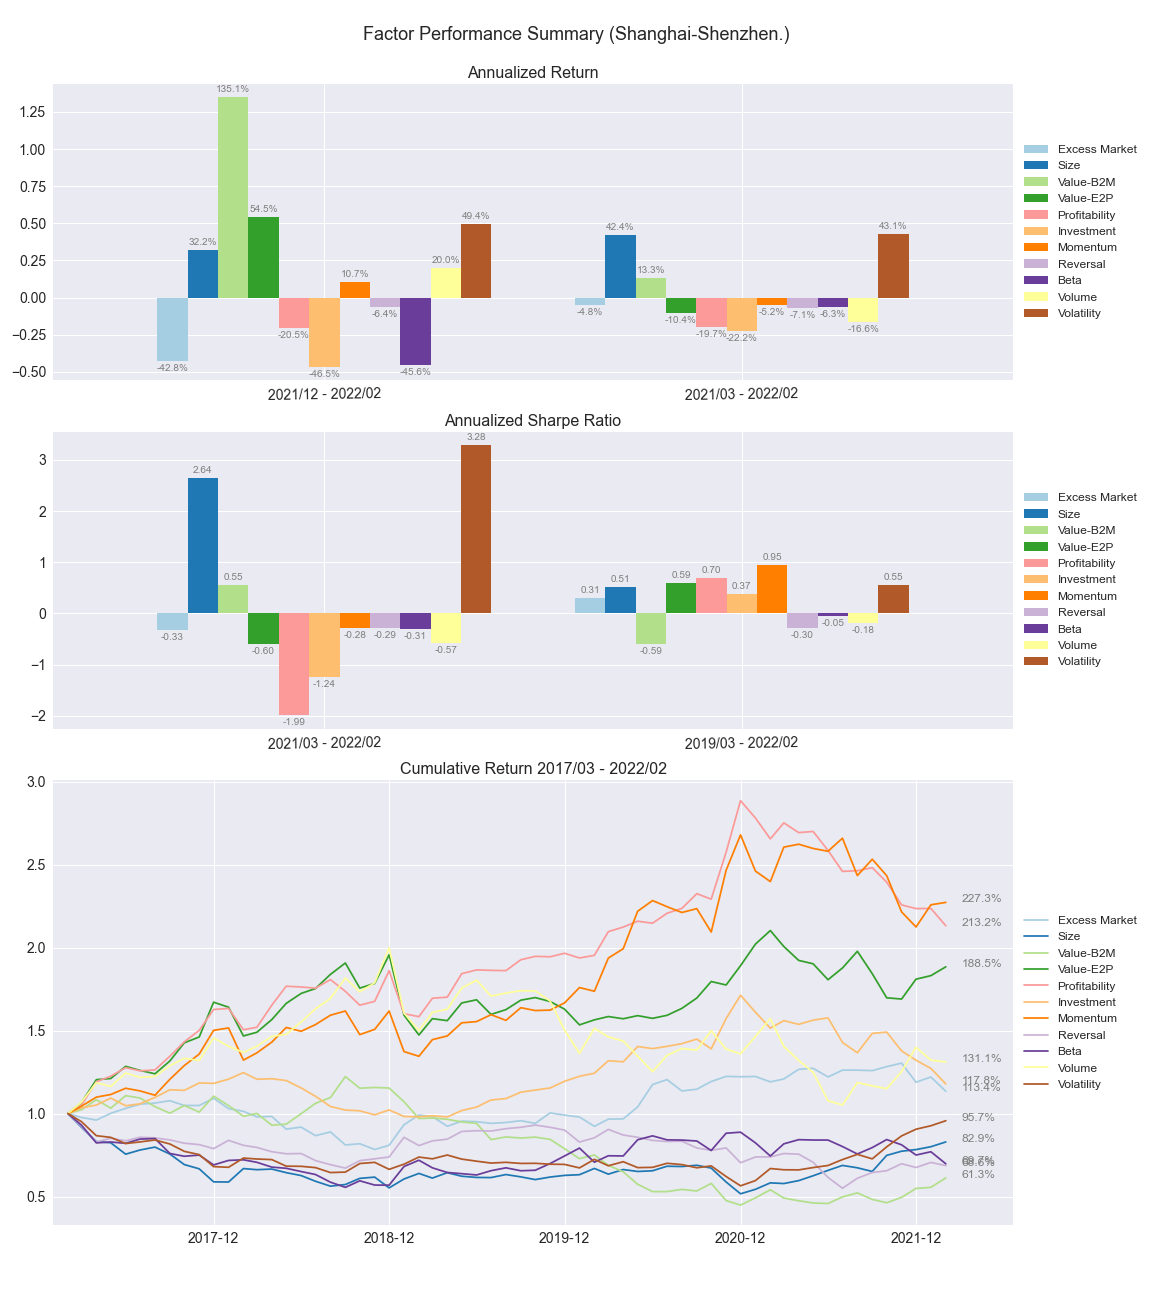 Factor Performance Summary (Shanghai-Shenzhen.)
Annualized Return
1.25
1.00
0.75
0.50
0.25
0.00
−0.25
−0.50
-42.8%
32.2%
135.1%
54.5%
-20.5%
-46.5%
10.7%
-6.4%
-45.6%
20.0%
49.4%
-4.8%
42.4%
13.3%
-10.4%
-19.7%
-22.2%
-5.2%
-7.1%
-6.3%
-16.6%
43.1%
2021/12 - 2022/02
2021/03 - 2022/02
Excess Market
Size
Value-B2M
Value-E2P
Profitability
Investment
Momentum
Reversal
Beta
Volume
Volatility
Annualized Sharpe Ratio
3
2
1
0
−1
−2
-0.33
2.64
0.55
-0.60
-1.99
-1.24
-0.28
-0.29
-0.31
-0.57
3.28
0.31
0.51
-0.59
0.59
0.70
0.37
0.95
-0.30
-0.05
-0.18
0.55
2021/03 - 2022/02
2019/03 - 2022/02
Excess Market
Size
Value-B2M
Value-E2P
Profitability
Investment
Momentum
Reversal
Beta
Volume
Volatility
Cumulative Return 2017/03 - 2022/02
3.0
2.5
2.0
1.5
1.0
0.5
227.3%
213.2%
188.5%
131.1%
117.8%
113.4%
95.7%
82.9%
61.3%
2017-12
2018-12
2019-12
2020-12
2021-12
Excess Market
Size
Value-B2M
Value-E2P
Profitability
Investment
Momentum
Reversal
Beta
Volume
Volatility